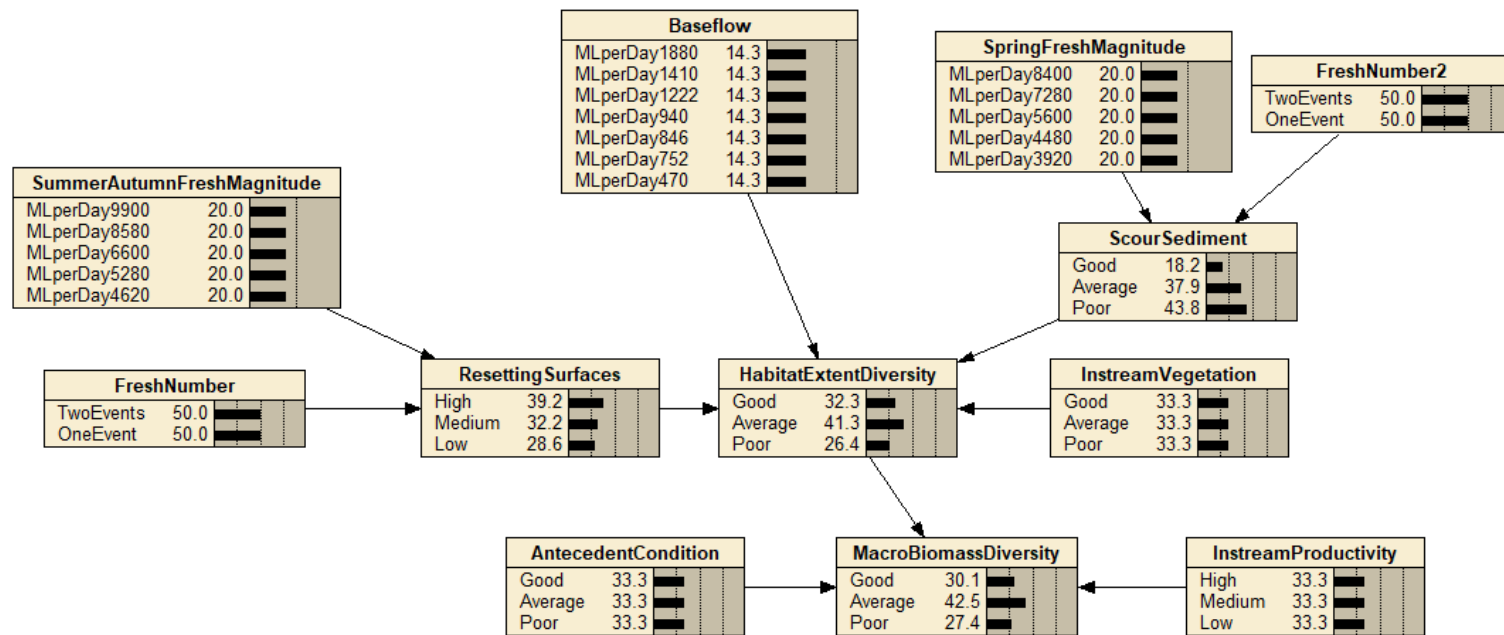 Baseflow
MLperDay1880 14.3
MLperDay1410 14.3
MLperDay1222 14.3
MLperDay940 14.3
MLperDay846 14.3
MLperDay752 14.3
MLperDay470 14.3
SpringFreshMagnitude
MLperDay8400 20.0
MLperDay7280 20.0
MLperDay5600 20.0
MLperDay4480 20.0
MLperDay3920 20.0
FreshNumber2
TwoEvents 50.0
OneEvent 50.0
SummerAutumnFreshMagnitude
MLperDay9900 20.0
MLperDay8580 20.0
MLperDay6600 20.0
MLperDay5280 20.0
MLperDay4620 20.0
ScourSediment
Good 18.2
Average 37.9
Poor 43.8
FreshNumber
TwoEvents 50.0
OneEvent 50.0
ResettingSurfaces
High 39.2
Medium 32.2
Low 28.6
HabitatExtentDiversity
Good 32.3
Average 41.3
Poor 26.4
InstreamVegetation
Good 33.3
Average 33.3
Poor 33.3
AntecedentCondition
Good 33.3
Average 33.3
Poor 33.3
MacroBiomassDiversity
Good 30.1
Average 42.5
Poor 27.4
InstreamProductivity
High 33.3
Medium 33.3
Low 33.3